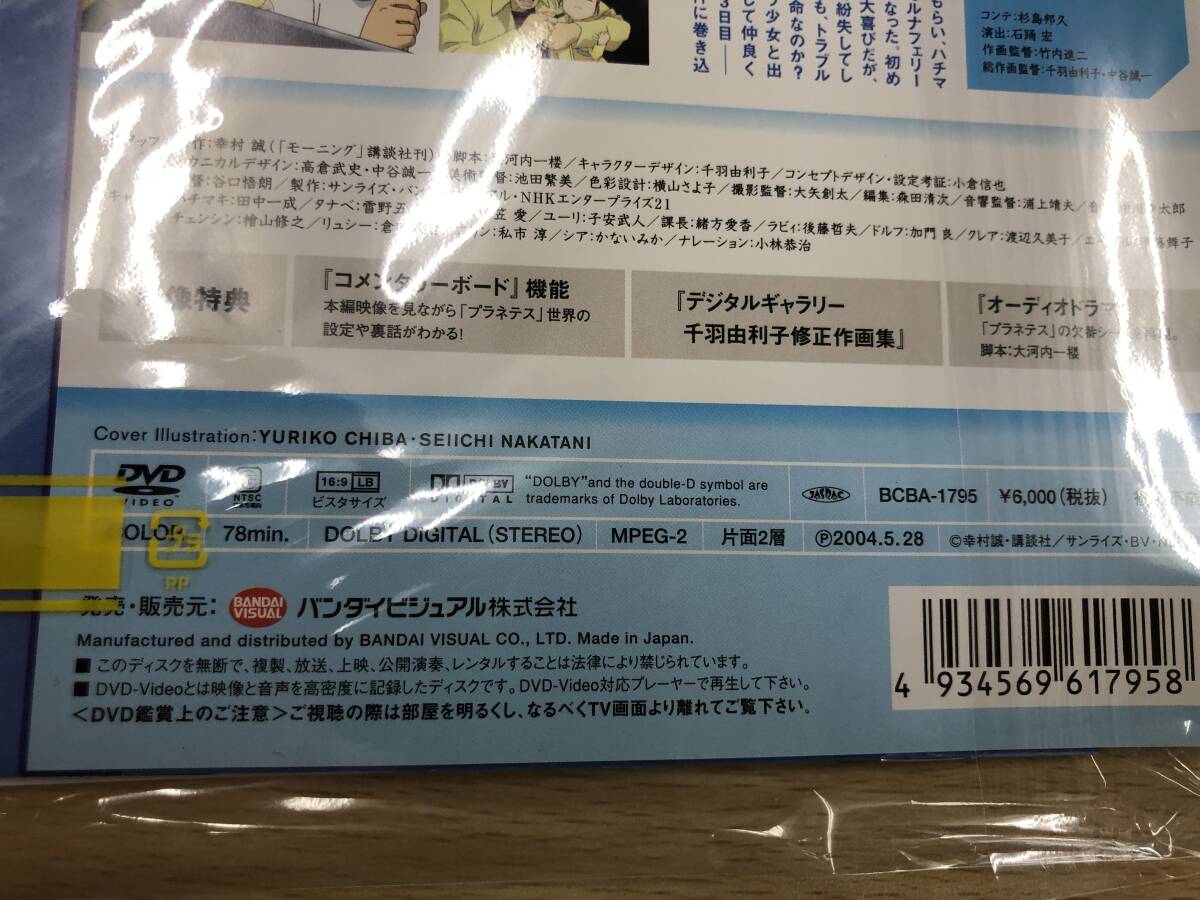 もらい、ハチマ
ルナフェリー
なった。初め
大喜びだが、
紛失してし
も、トラブル
命なのか?
う少女と出
して仲良く
3日目——
件に巻き込
コンテ:杉島邦久
演出:石踊 宏
作画監督:竹内進二
総作画監督:千羽由利子・中谷誠一
作:幸村 誠(「モーニング」講談社刊)
脚本:大河内一楼/キャラクターデザイン:千羽由利子/コンセプトデザイン・設定考証:小倉信也
カニカルデザイン:高倉武史・中谷誠一
監督:池田繁美/色彩設計:横山さよ子/撮影監督:大矢創太/編集:森田清次/音響監督:浦上靖夫
督:谷口悟朗/製作:サンライズ・バン
・NHKエンタープライズ21
ハチマキ:田中一成/タナベ:雪野五
愛/ユーリ:子安武人/課長:緒方愛香/ラビィ:後藤哲夫/ドルフ:加門 良/クレア:渡辺久美子
チェンシン:檜山修之/リュシー:倉
私市 淳/シア:かないみか/ナレーション:小林恭治
像特典
『コメンタリーボード』機能
本編映像を見ながら「プラネテス」世界の
設定や裏話がわかる!
『デジタルギャラリー
千羽由利子修正作画集』
『オーディオドラマ
「プラネテス」の欠番シ
脚本:大河内一楼
Cover Illustration:YURIKO CHIBA・SEIICHI NAKATANI
DVD VIDEO
NTSC
16:9 LB
ビスタサイズ
DOLBY DIGITAL
“DOLBY”and the double-D symbol are
trademarks of Dolby Laboratories.
BCBA-1795
¥6,000(税抜)
COLOR
78min.
DOLBY DIGITAL(STEREO)
MPEG-2
片面2層
Ⓟ2004.5.28
©幸村誠・講談社/サンライズ・BV・N
プラ
PP
発売・販売元:
BANDAI VISUAL
バンダイビジュアル株式会社
Manufactured and distributed by BANDAI VISUAL CO., LTD. Made in Japan.
■このディスクを無断で、複製、放送、上映、公開演奏、レンタルすることは法律により禁じられています。
■DVD-Videoとは映像と音声を高密度に記録したディスクです。DVD-Video対応プレーヤーで再生して下さい。
<DVD鑑賞上のご注意>ご視聴の際は部屋を明るくし、なるべくTV画面より離れてご覧下さい。
4 934569 617958